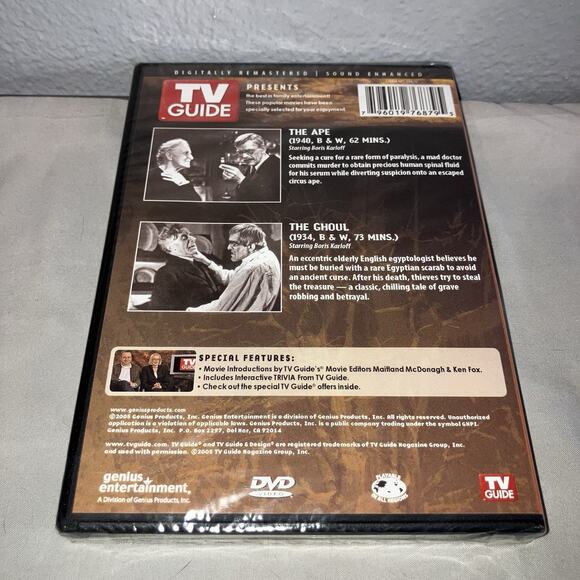 DIGITALLY REMASTERED | SOUND ENHANCED
TV
GUIDE
PRESENTS
The best in family entertainment!
These popular movies have been
specially selected for your enjoyment.
7 96019 76879 5
THE APE
(1940, B & W, 62 MINS.)
Starring Boris Karloff
Seeking a cure for a rare form of paralysis, a mad doctor
commits murder to obtain precious human spinal fluid
for his serum while diverting suspicion onto an escaped
circus ape.
THE GHOUL
(1934, B & W, 73 MINS.)
Starring Boris Karloff
An eccentric elderly English egyptologist believes he
must be buried with a rare Egyptian scarab to avoid
an ancient curse. After his death, thieves try to steal
the treasure — a classic, chilling tale of grave
robbing and betrayal.
TV
GUIDE
SPECIAL FEATURES:
• Movie Introductions by TV Guide's® Movie Editors Maitland McDonagh & Ken Fox.
• Includes Interactive TRIVIA From TV Guide.
• Check out the special TV Guide® offers inside.
www.geniusproducts.com
©2005 Genius Products, Inc. Genius Entertainment is a division of Genius Products, Inc. All rights reserved. Unauthorized
application is a violation of applicable laws. Genius Products, Inc. is a public company trading under the symbol GNPI.
Genius Products, Inc. P.O. Box 2297, Del Mar, CA 92014
www.tvguide.com. TV Guide® and TV Guide & Design® are registered trademarks of TV Guide Magazine Group, Inc.
and used with permission. ©2005 TV Guide Magazine Group, Inc.
genius
entertainment
A Division of Genius Products, Inc.
DVD
VIDEO
PLAYABLE
IN ALL REGIONS
TV
GUIDE